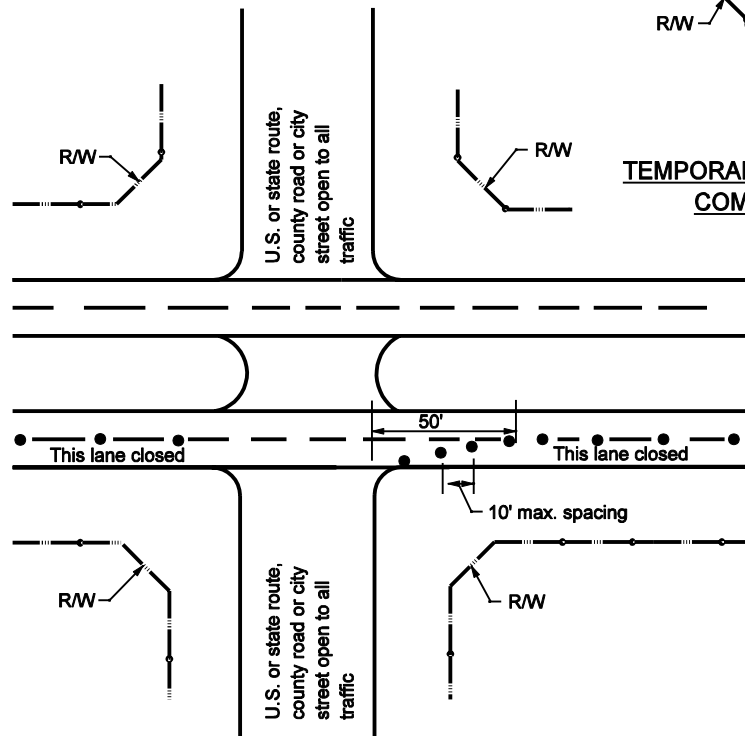 R/W
R/W
R/W
TEMPORA
COM
U.S. or state route,
county road or city
street open to all
traffic
50'
This lane closed
This lane closed
10' max. spacing
R/W
R/W
U.S. or state route,
county road or city
street open to all
traffic